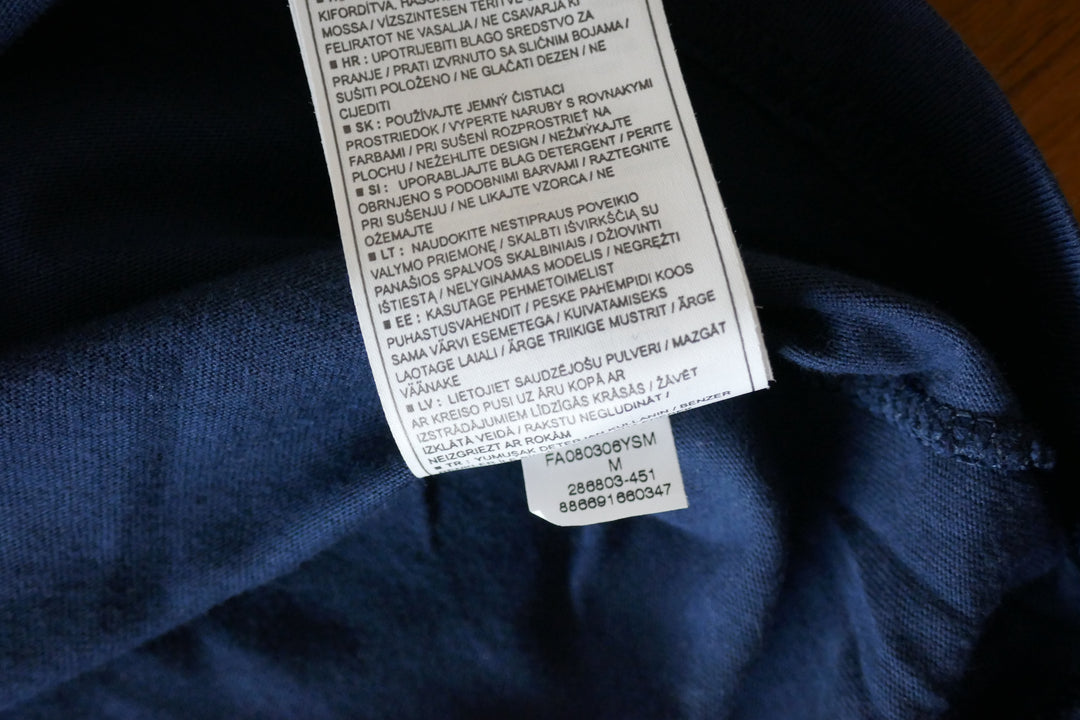 KIFORDÍTVA,
MOSSA / VÍZSZINTESEN TERÍTVE
FELIRATOT NE VASALJA / NE CSAVARJA KI
■ HR : UPOTRIJEBITI BLAGO SREDSTVO ZA
PRANJE / PRATI IZVRNUTO SA SLIČNIM BOJAMA /
SUŠITI POLOŽENO / NE GLAČATI DEZEN / NE
CIJEDITI
■ SK : POUŽÍVAJTE JEMNÝ ČISTIACI
PROSTRIEDOK / VYPERTE NARUBY S ROVNAKYMI
FARBAMI / PRI SUŠENÍ ROZPROSTRIEŤ NA
PLOCHU / NEŽEHLITE DESIGN / NEŽMÝKAJTE
■ SI : UPORABLJAJTE BLAG DETERGENT / PERITE
OBRNJENO S PODOBNIMI BARVAMI / RAZTEGNITE
PRI SUŠENJU / NE LIKAJTE VZORCA / NE
OŽEMAJTE
■ LT : NAUDOKITE NESTIPRAUS POVEIKIO
VALYMO PRIEMONĘ / SKALBTI IŠVIRKŠČIĄ SU
PANAŠIOS SPALVOS SKALBINIAIS / DŽIOVINTI
IŠTIESTĄ / NELYGINAMAS MODELIS / NEGRĘŽTI
■ EE : KASUTAGE PEHMETOIMELIST
PUHASTUSVAHENDIT / PESKE PAHEMPIDI KOOS
SAMA VÄRVI ESEMETEGA / KUIVATAMISEKS
LAOTAGE LAIALI / ÄRGE TRIIKIGE MUSTRIT / ÄRGE
VÄÄNAKE
■ LV : LIETOJIET SAUDZĒJOŠU PULVERI / MAZGĀT
AR KREISO PUSI UZ ĀRU KOPĀ AR
IZSTRĀDĀJUMIEM LĪDZĪGAS KRĀSĀS / ŽĀVĒT
IZKLĀTĀ VEIDĀ / RAKSTU NEGLUDINĀT /
NEIZGRIEZT AR ROKĀM
■ TR : YUMUŞAK KULLANIN / BENZER
FA080306YSM
M
286803-451
886691660347